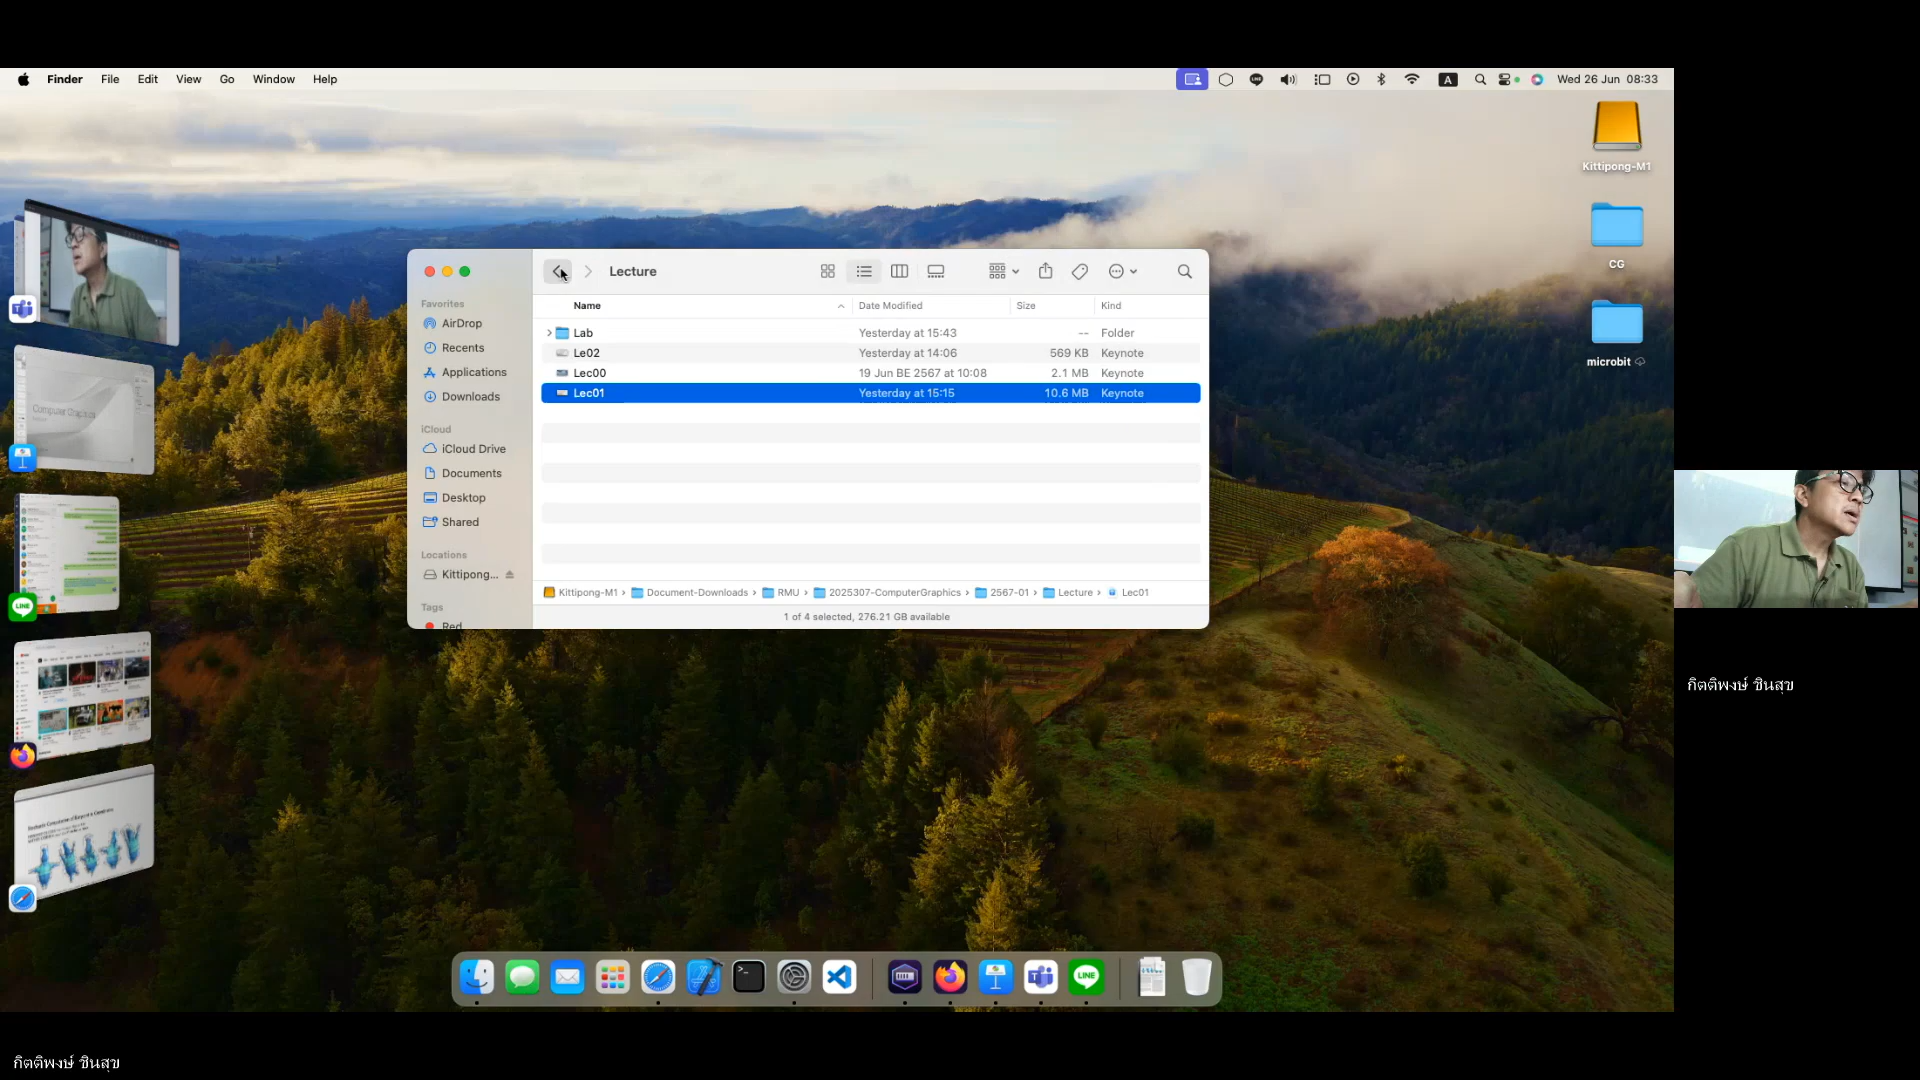 Finder File Edit View Go Window Help
A Wed 26 Jun 08:33
Kittipong-M1
CG
microbit
Lecture
Favorites
AirDrop
Recents
Applications
Downloads
iCloud
iCloud Drive
Documents
Desktop
Shared
Locations
Kittipong...
Tags
Red
Name Date Modified Size Kind
Lab Yesterday at 15:43 -- Folder
Le02 Yesterday at 14:06 569 KB Keynote
Lec00 19 Jun BE 2567 at 10:08 2.1 MB Keynote
Lec01 Yesterday at 15:15 10.6 MB Keynote
Kittipong-M1 › Document-Downloads › RMU › 2025307-ComputerGraphics › 2567-01 › Lecture › Lec01
1 of 4 selected, 276.21 GB available
Computer Graphics
LINE
LINE
กิตติพงษ์ ชินสุข
กิตติพงษ์ ชินสุข